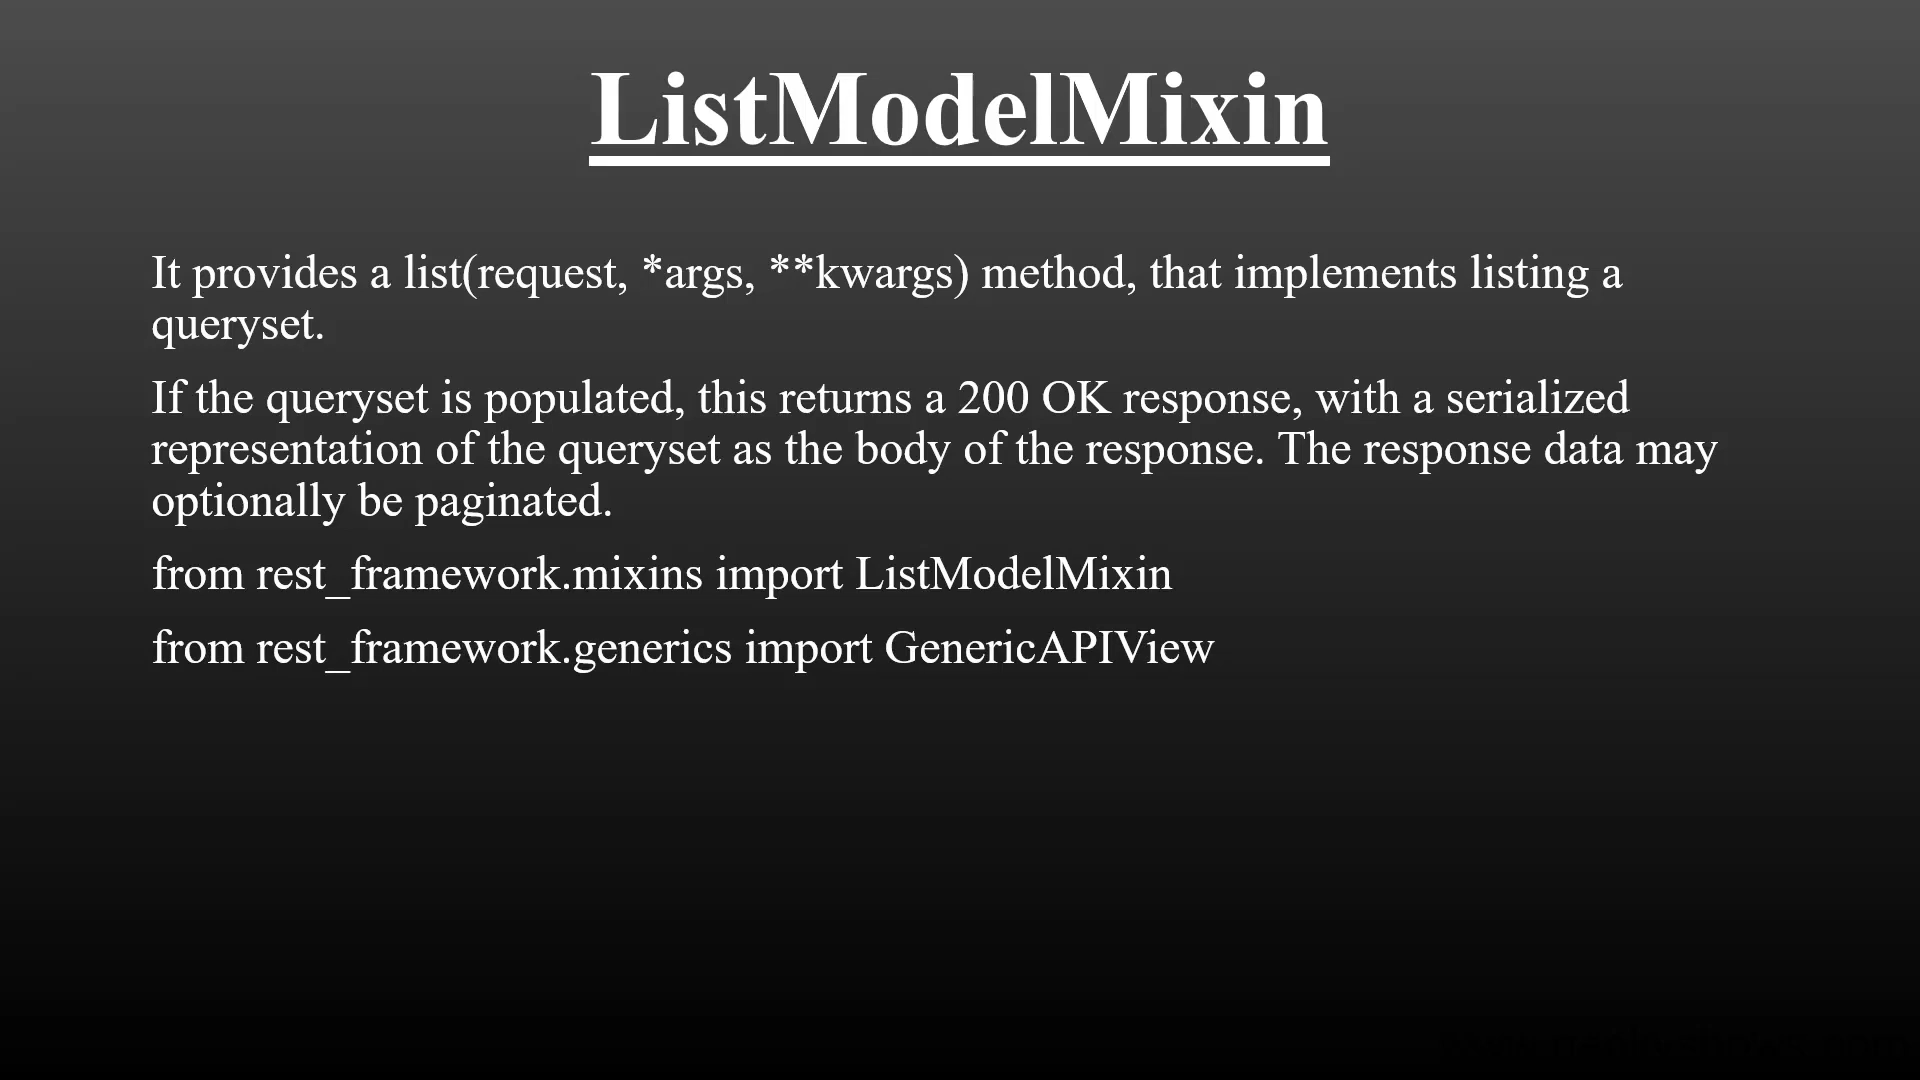 ListModelMixin
It provides a list(request, *args, **kwargs) method, that implements listing a
queryset.
If the queryset is populated, this returns a 200 OK response, with a serialized
representation of the queryset as the body of the response. The response data may
optionally be paginated.
from rest_framework.mixins import ListModelMixin
from rest_framework.generics import GenericAPIView